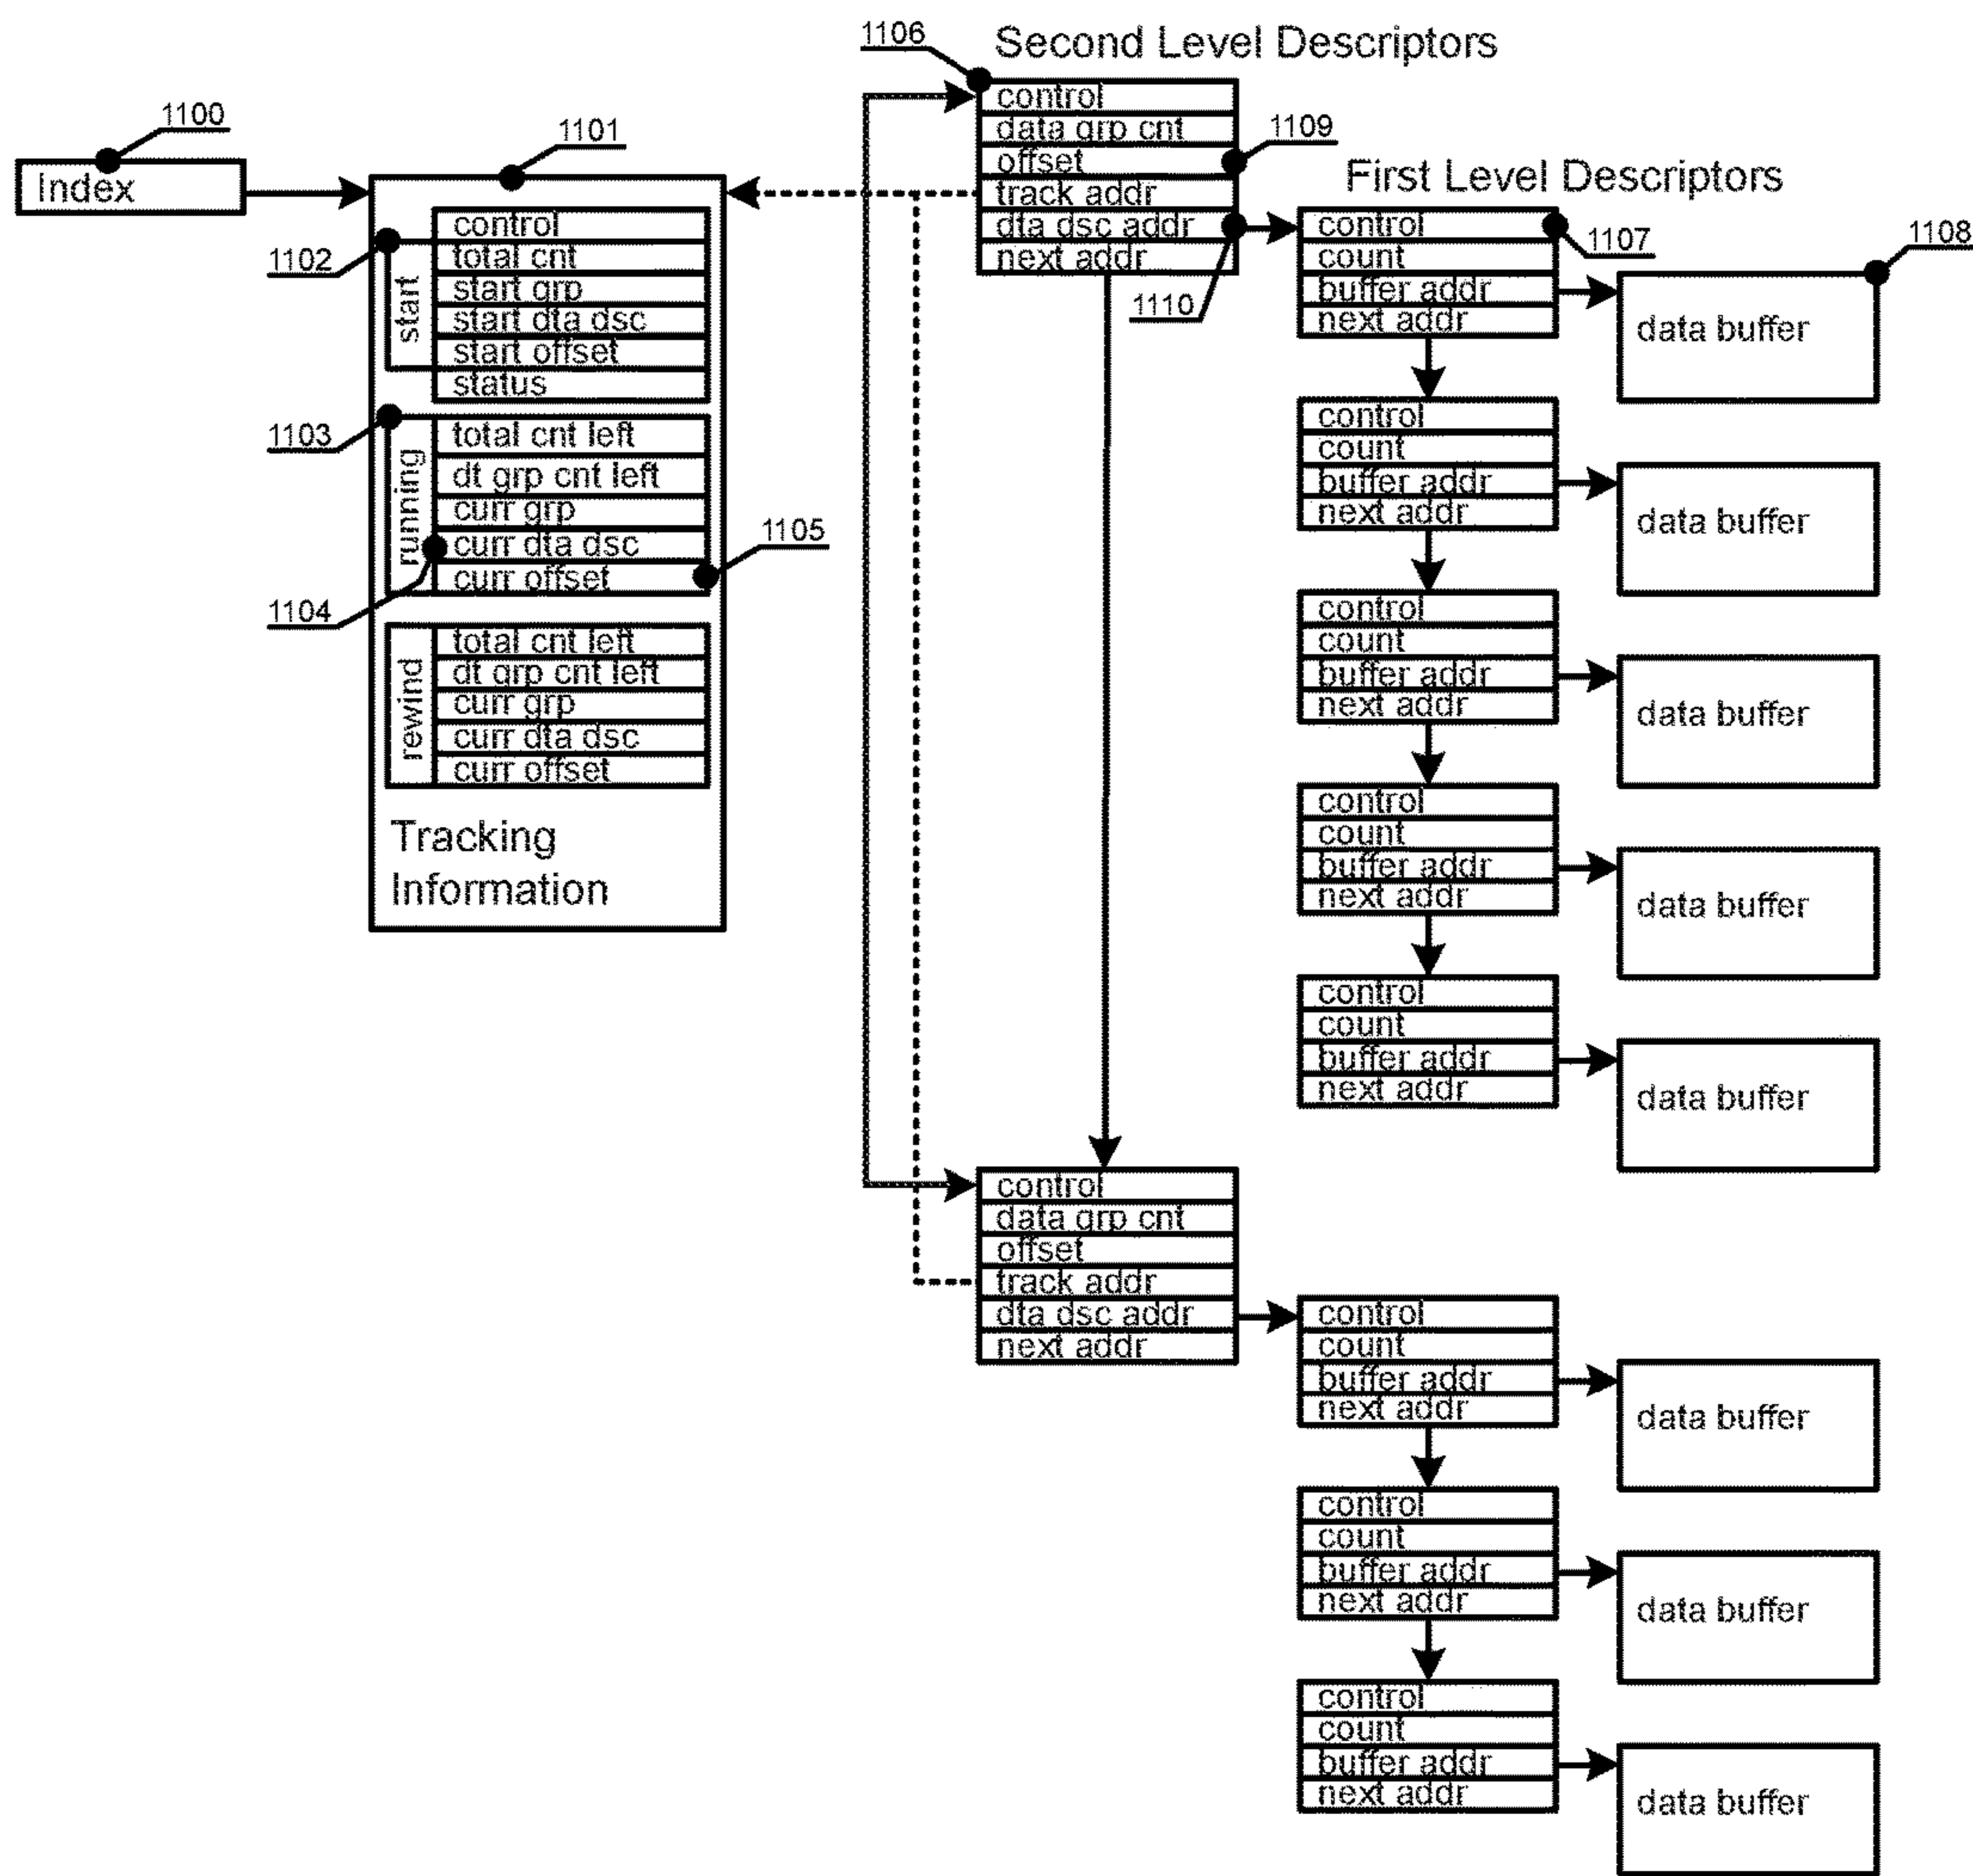 1100
Index
1101
1102
start
control
total cnt
start grp
start dta dsc
start offset
status
1103
running
total cnt left
dt grp cnt left
curr grp
curr dta dsc
curr offset
1104
1105
rewind
total cnt left
dt grp cnt left
curr grp
curr dta dsc
curr offset
Tracking
Information
1106
Second Level Descriptors
control
data grp cnt
offset
track addr
dta dsc addr
next addr
1109
1110
First Level Descriptors
control
count
buffer addr
next addr
1107
1108
data buffer
control
count
buffer addr
next addr
data buffer
control
count
buffer addr
next addr
data buffer
control
count
buffer addr
next addr
data buffer
control
count
buffer addr
next addr
data buffer
control
data grp cnt
offset
track addr
dta dsc addr
next addr
control
count
buffer addr
next addr
data buffer
control
count
buffer addr
next addr
data buffer
control
count
buffer addr
next addr
data buffer